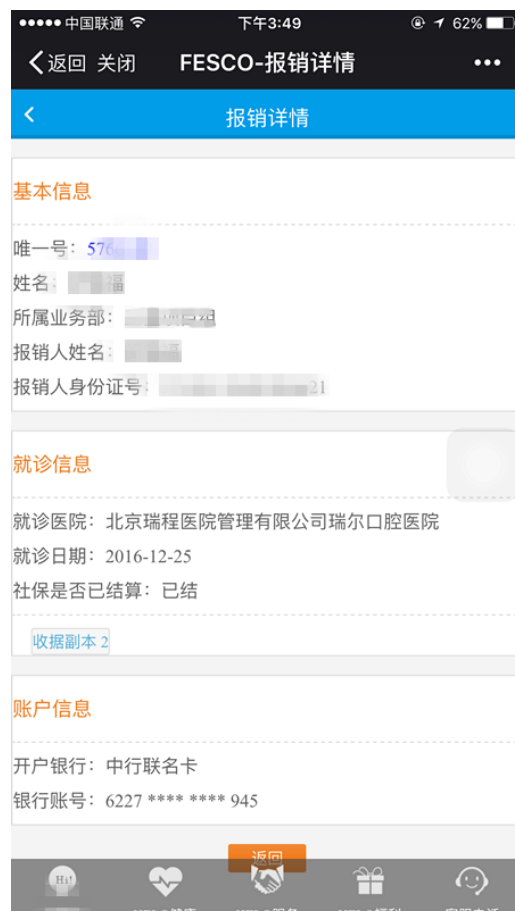 中国联通 下午3:49 62%
返回 关闭 FESCO-报销详情
报销详情
基本信息
唯一号：576
姓名：
所属业务部：
报销人姓名：
报销人身份证号：21
就诊信息
就诊医院：北京瑞程医院管理有限公司瑞尔口腔医院
就诊日期：2016-12-25
社保是否已结算：已结
收据副本 2
账户信息
开户银行：中行联名卡
银行账号：6227 **** **** 945
返回
Hi!